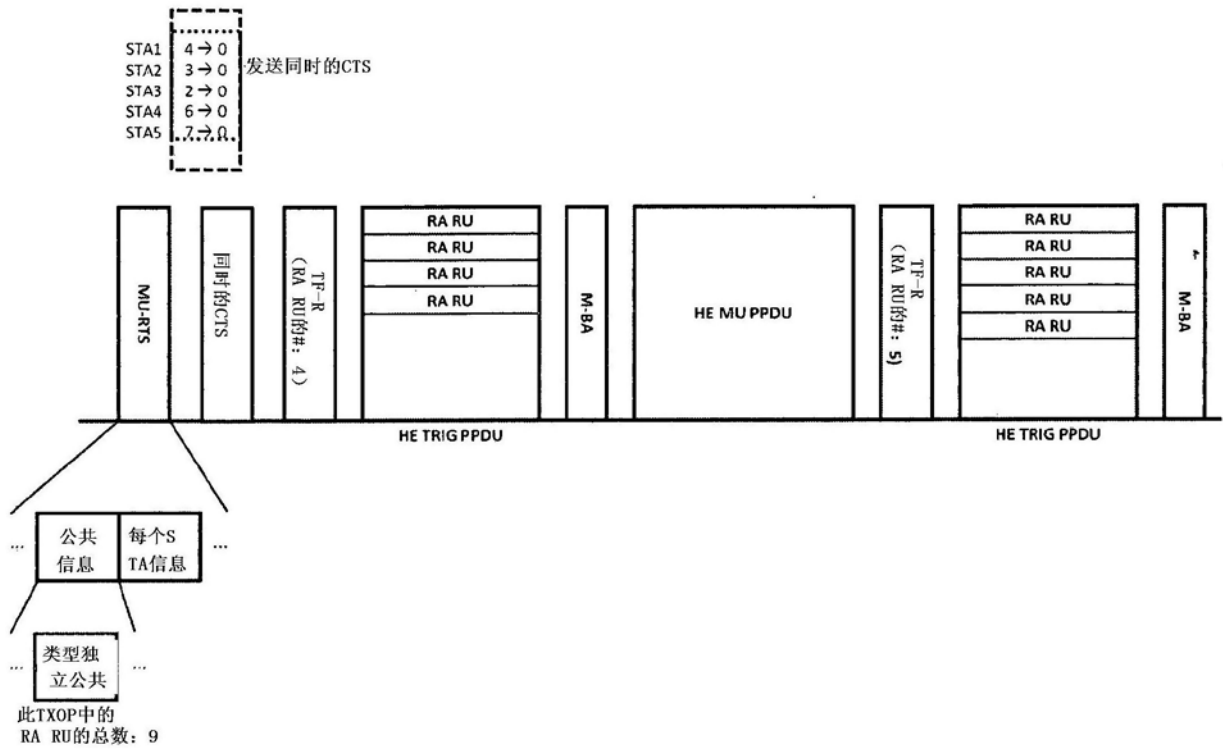 STA1 4→0
STA2 3→0
STA3 2→0
STA4 6→0
STA5 7→0
发送同时的CTS
MU-RTS
同时的CTS
TF-R
(RA RU的#: 4)
RA RU
RA RU
RA RU
RA RU
HE TRIG PPDU
M-BA
HE MU PPDU
TF-R
(RA RU的#: 5)
RA RU
RA RU
RA RU
RA RU
RA RU
HE TRIG PPDU
M-BA
... 公共
信息
每个S
TA信息 ...
... 类型独
立公共 ...
此TXOP中的
RA RU的总数: 9